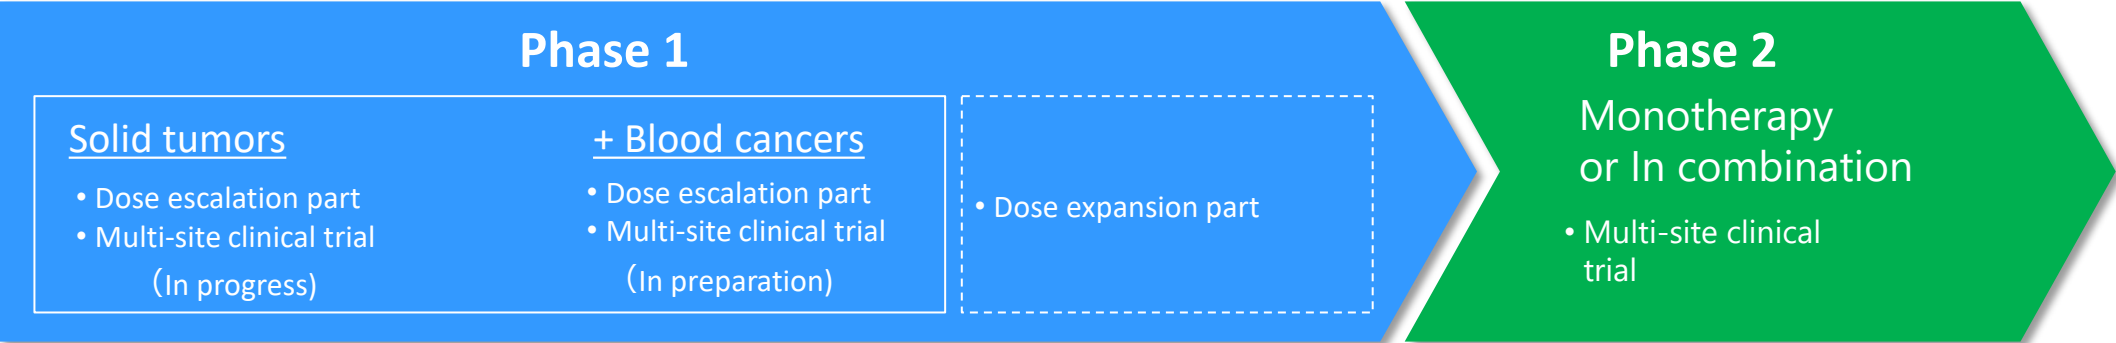 Phase 1
Solid tumors
• Dose escalation part
• Multi-site clinical trial
（In progress)
+ Blood cancers
• Dose escalation part
• Multi-site clinical trial
（In preparation)
• Dose expansion part
Phase 2
Monotherapy
or In combination
• Multi-site clinical
trial